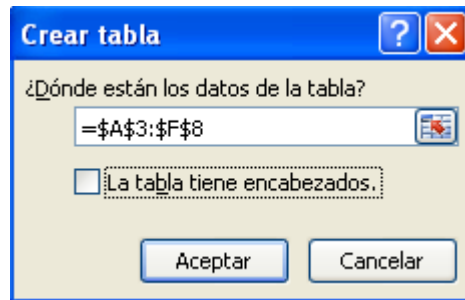 Crear tabla
¿Dónde están los datos de la tabla?
=$A$3:$F$8
La tabla tiene encabezados.
Aceptar
Cancelar